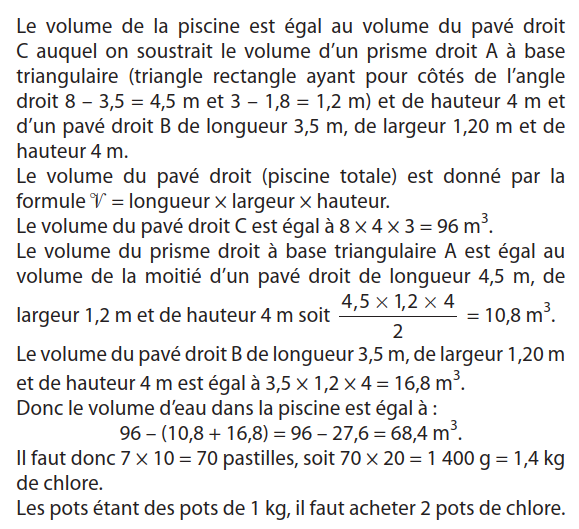 Le volume de la piscine est égal au volume du pavé droit
C auquel on soustrait le volume d’un prisme droit A à base
triangulaire (triangle rectangle ayant pour côtés de l’angle
droit 8 – 3,5 = 4,5 m et 3 – 1,8 = 1,2 m) et de hauteur 4 m et
d’un pavé droit B de longueur 3,5 m, de largeur 1,20 m et de
hauteur 4 m.
Le volume du pavé droit (piscine totale) est donné par la
formule 𝒱 = longueur × largeur × hauteur.
Le volume du pavé droit C est égal à 8 × 4 × 3 = 96 m³.
Le volume du prisme droit à base triangulaire A est égal au
volume de la moitié d’un pavé droit de longueur 4,5 m, de
largeur 1,2 m et de hauteur 4 m soit (4,5 × 1,2 × 4)/2 = 10,8 m³.
Le volume du pavé droit B de longueur 3,5 m, de largeur 1,20 m
et de hauteur 4 m est égal à 3,5 × 1,2 × 4 = 16,8 m³.
Donc le volume d’eau dans la piscine est égal à :
96 – (10,8 + 16,8) = 96 – 27,6 = 68,4 m³.
Il faut donc 7 × 10 = 70 pastilles, soit 70 × 20 = 1 400 g = 1,4 kg
de chlore.
Les pots étant des pots de 1 kg, il faut acheter 2 pots de chlore.